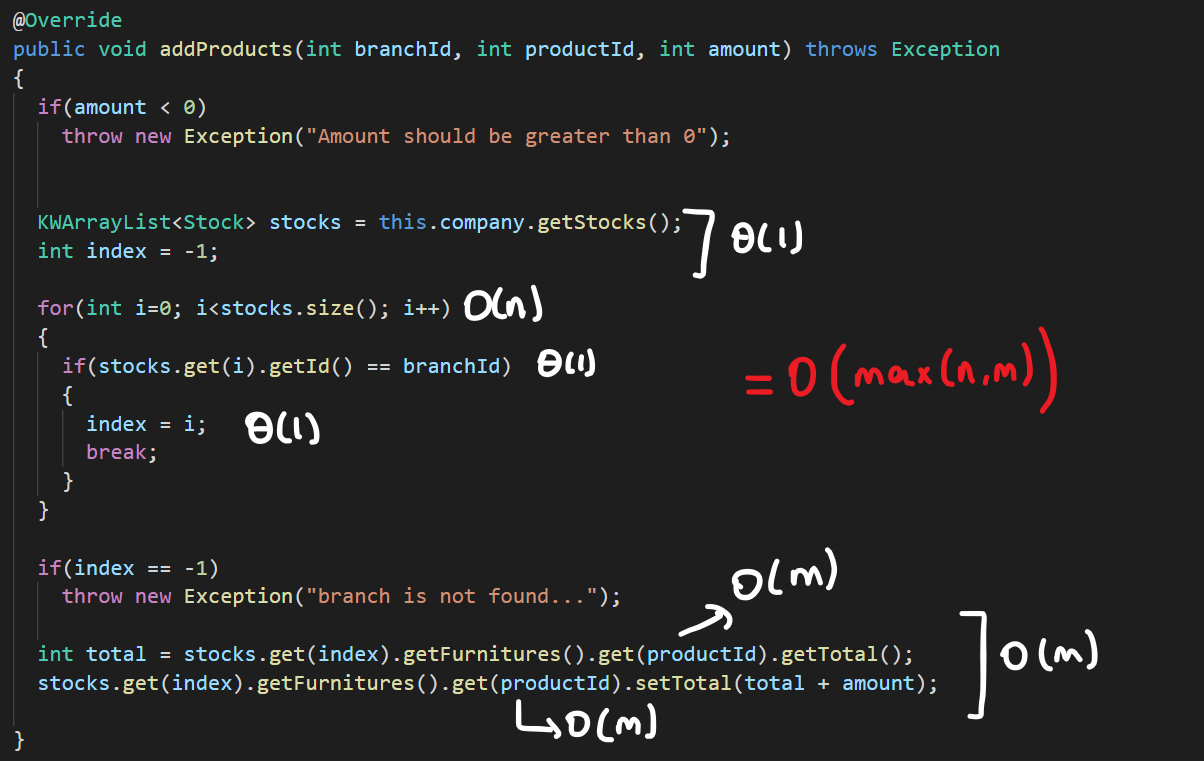 @Override
public void addProducts(int branchId, int productId, int amount) throws Exception
{
if(amount < 0)
throw new Exception("Amount should be greater than 0");
KWArrayList<Stock> stocks = this.company.getStocks(); θ(1)
int index = -1;
for(int i=0; i<stocks.size(); i++) O(n)
{
if(stocks.get(i).getId() == branchId) θ(1)
= O(max(n,m))
{
index = i; θ(1)
break;
}
}
if(index == -1)
O(m)
throw new Exception("branch is not found...");
int total = stocks.get(index).getFurnitures().get(productId).getTotal(); O(m)
stocks.get(index).getFurnitures().get(productId).setTotal(total + amount);
O(m)
}